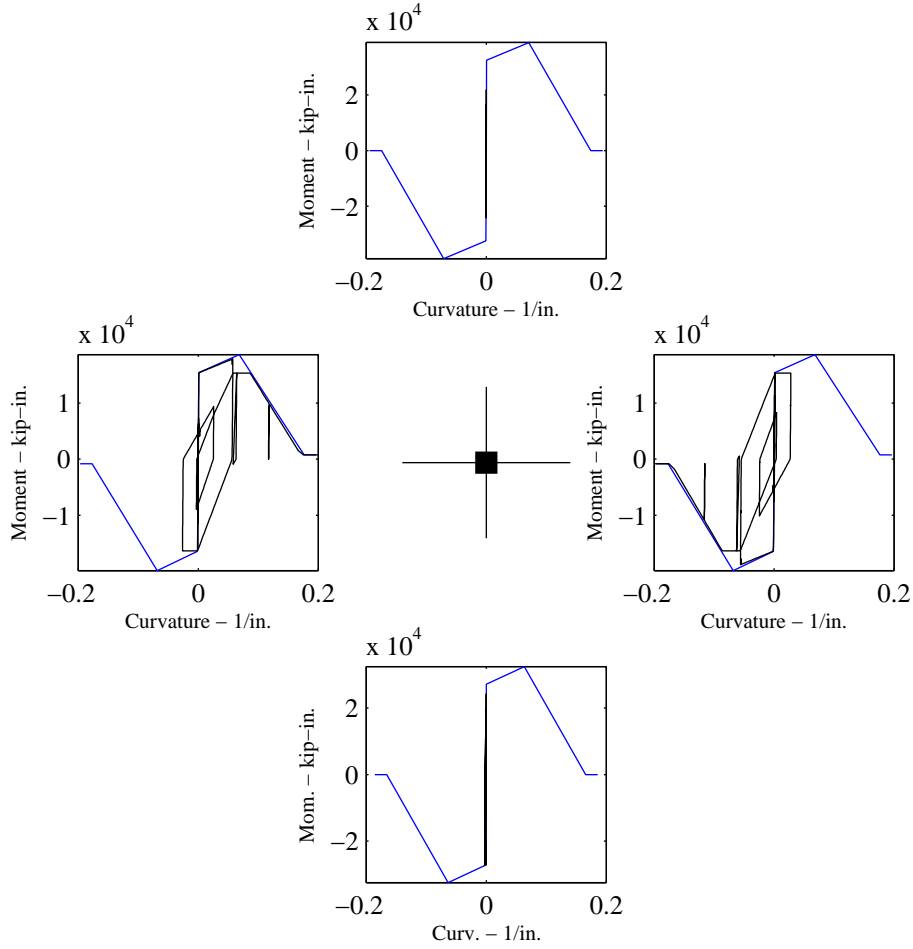 x 10^4
2
0
−2
Moment − kip−in.
−0.2 0 0.2
Curvature − 1/in.
x 10^4
1
0
−1
Moment − kip−in.
−0.2 0 0.2
Curvature − 1/in.
x 10^4
1
0
−1
Moment − kip−in.
−0.2 0 0.2
Curvature − 1/in.
x 10^4
2
0
−2
Mom. − kip−in.
−0.2 0 0.2
Curv. − 1/in.